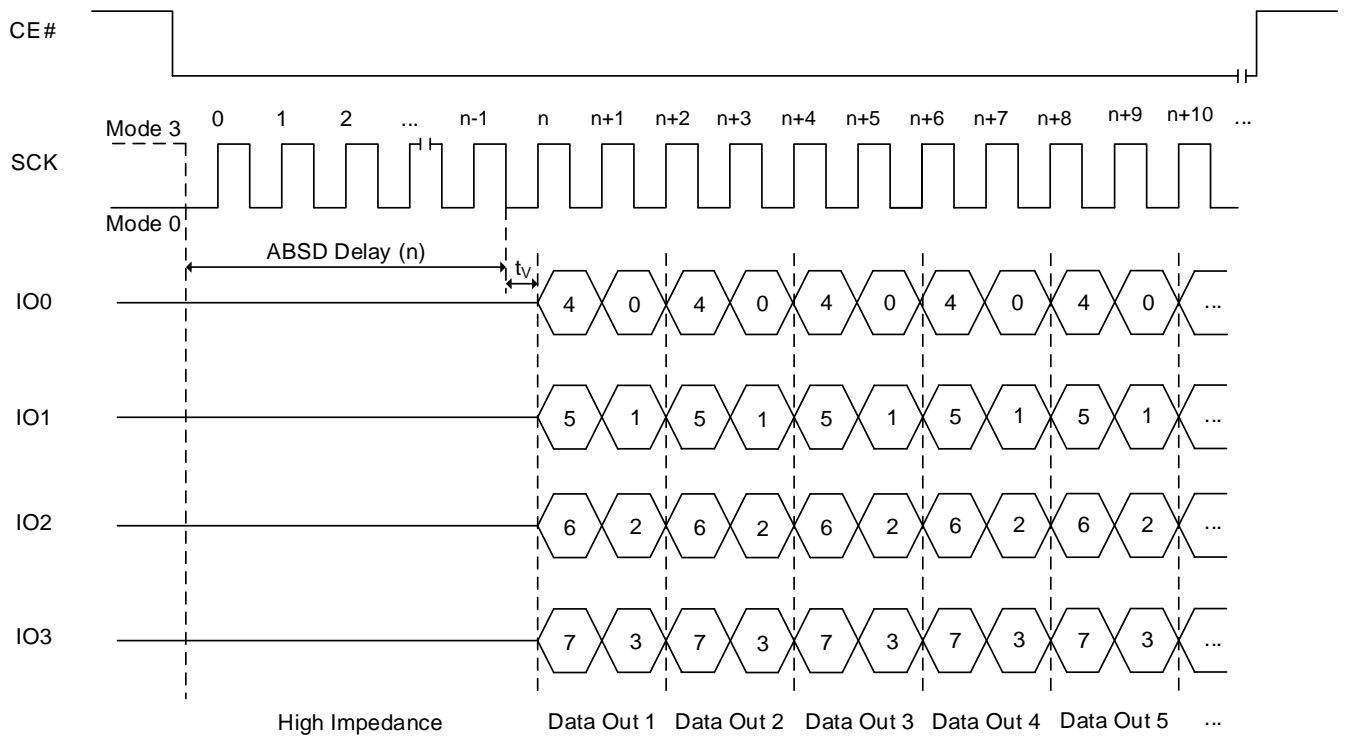 CE#
0 1 2 ... n-1 n n+1 n+2 n+3 n+4 n+5 n+6 n+7 n+8 n+9 n+10 ...
Mode 3
SCK
Mode 0
ABSD Delay (n)
tV
IO0 4 0 4 0 4 0 4 0 4 0 ...
IO1 5 1 5 1 5 1 5 1 5 1 ...
IO2 6 2 6 2 6 2 6 2 6 2 ...
IO3 7 3 7 3 7 3 7 3 7 3 ...
High Impedance Data Out 1 Data Out 2 Data Out 3 Data Out 4 Data Out 5 ...